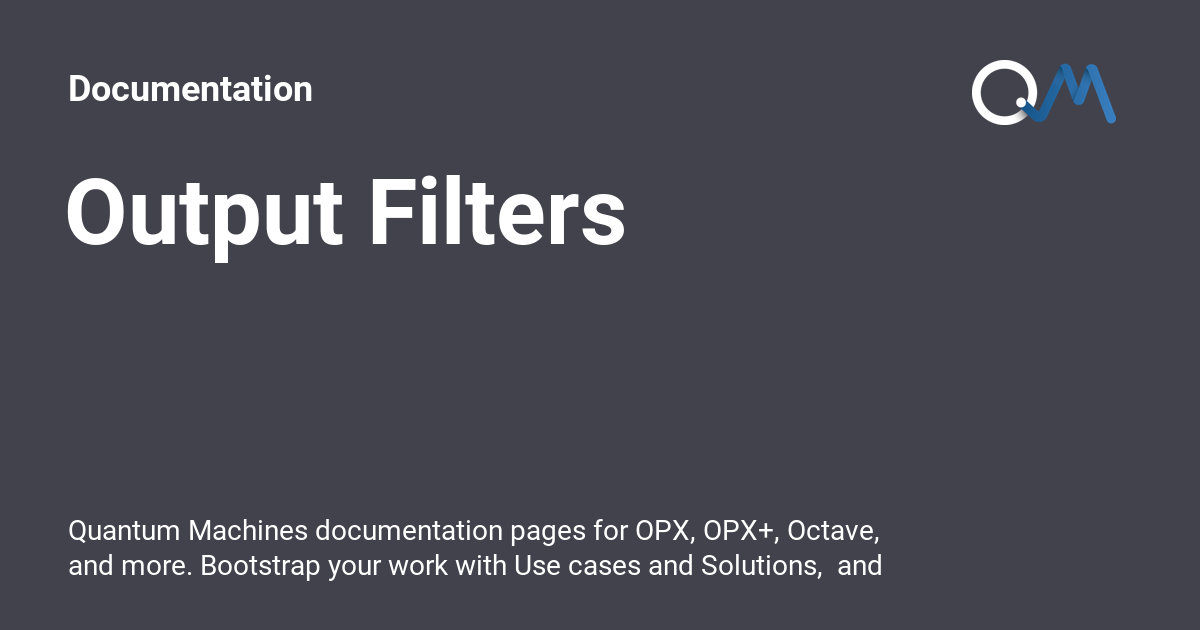 Documentation
QM
Output Filters
Quantum Machines documentation pages for OPX, OPX+, Octave,
and more. Bootstrap your work with Use cases and Solutions,  and